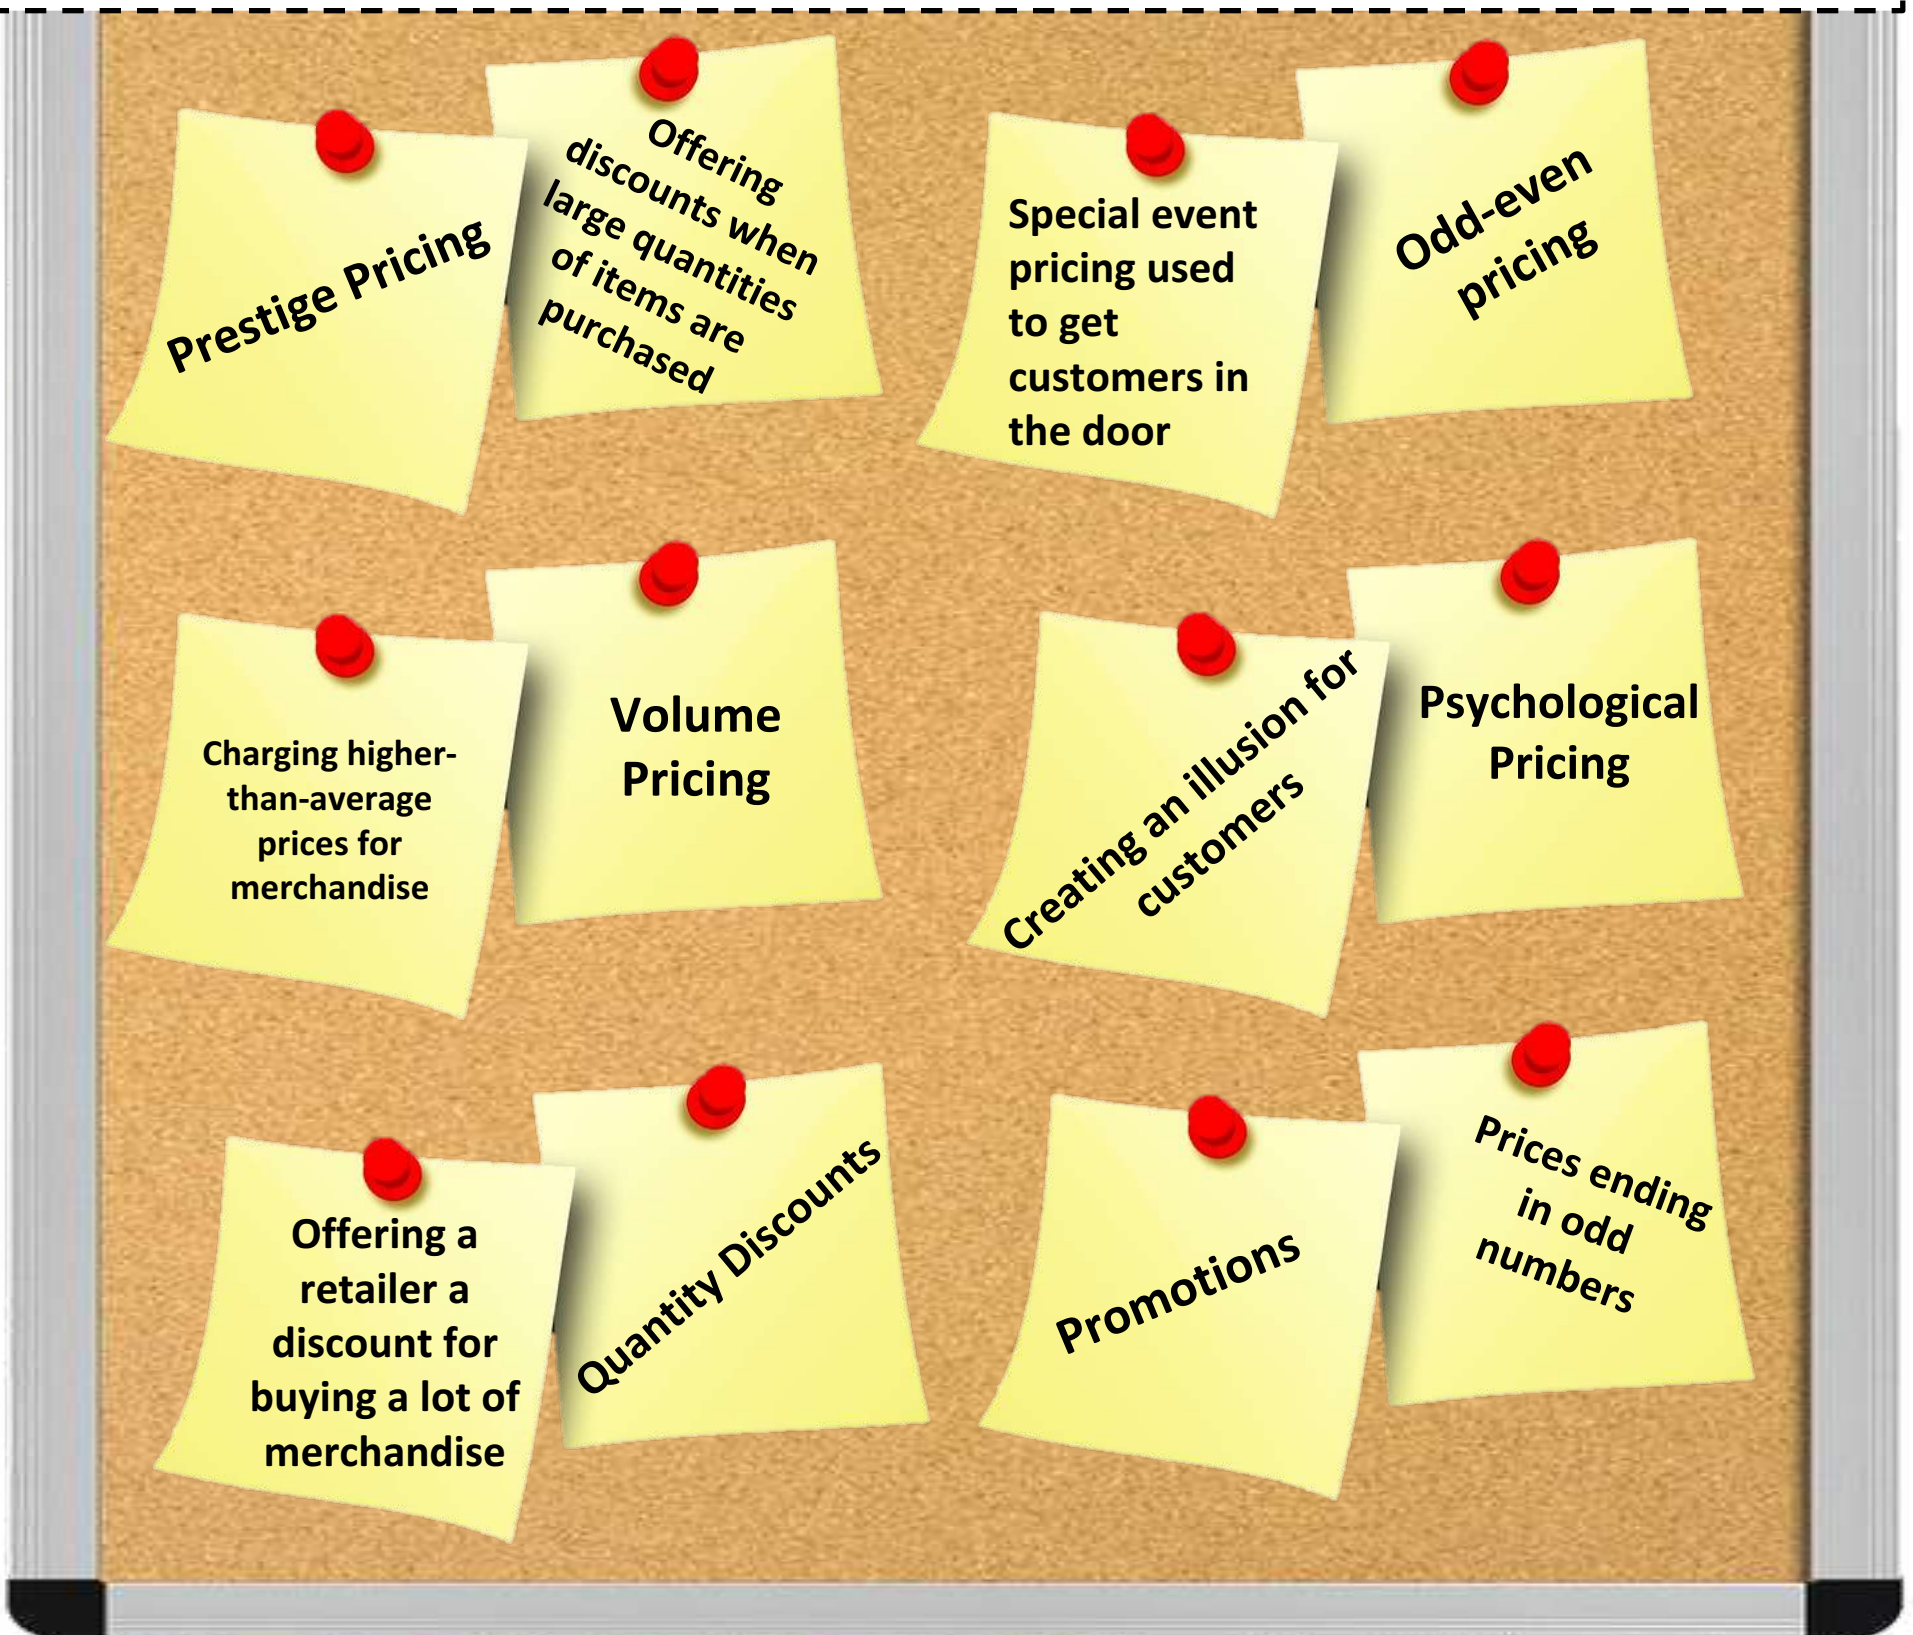 Prestige Pricing
Offering
discounts when
large quantities
of items are
purchased
Special event
pricing used
to get
customers in
the door
Odd-even
pricing
Charging higher-
than-average
prices for
merchandise
Volume
Pricing
Creating an illusion for
customers
Psychological
Pricing
Offering a
retailer a
discount for
buying a lot of
merchandise
Quantity Discounts
Promotions
Prices ending
in odd
numbers